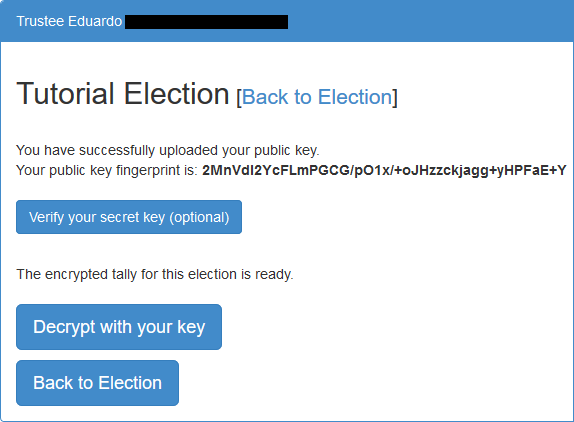 Trustee Eduardo
Tutorial Election [Back to Election]
You have successfully uploaded your public key.
Your public key fingerprint is: 2MnVdI2YcFLmPGCG/pO1x/+oJHzzckjagg+yHPFaE+Y
Verify your secret key (optional)
The encrypted tally for this election is ready.
Decrypt with your key
Back to Election